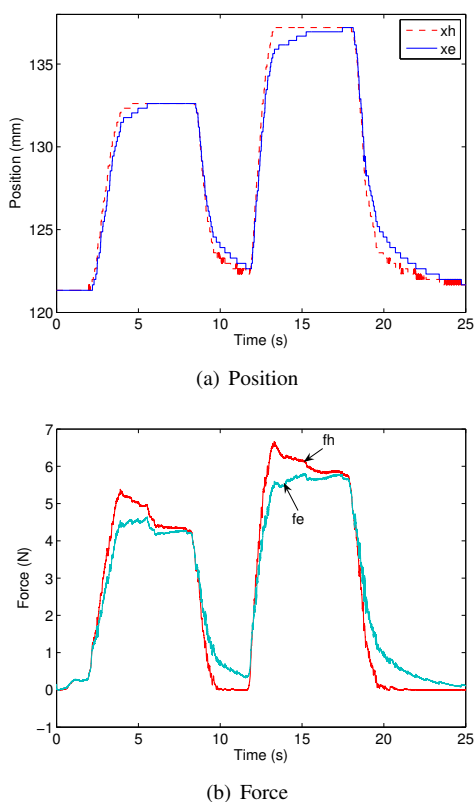 xh
xe
135
130
125
120
Position (mm)
0 5 10 15 20 25
Time (s)
(a) Position
7
6
5
4
3
2
1
0
−1
Force (N)
fh
fe
0 5 10 15 20 25
Time (s)
(b) Force